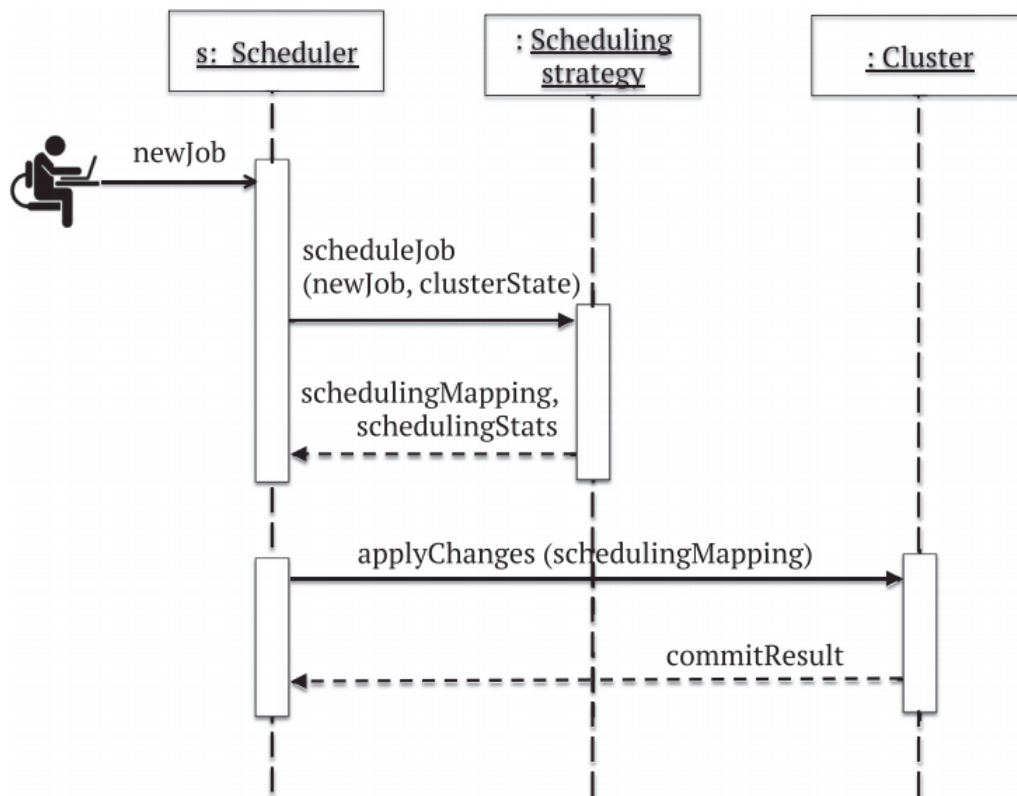 s: Scheduler
: Scheduling
strategy
: Cluster
newJob
scheduleJob
(newJob, clusterState)
schedulingMapping,
schedulingStats
applyChanges (schedulingMapping)
commitResult